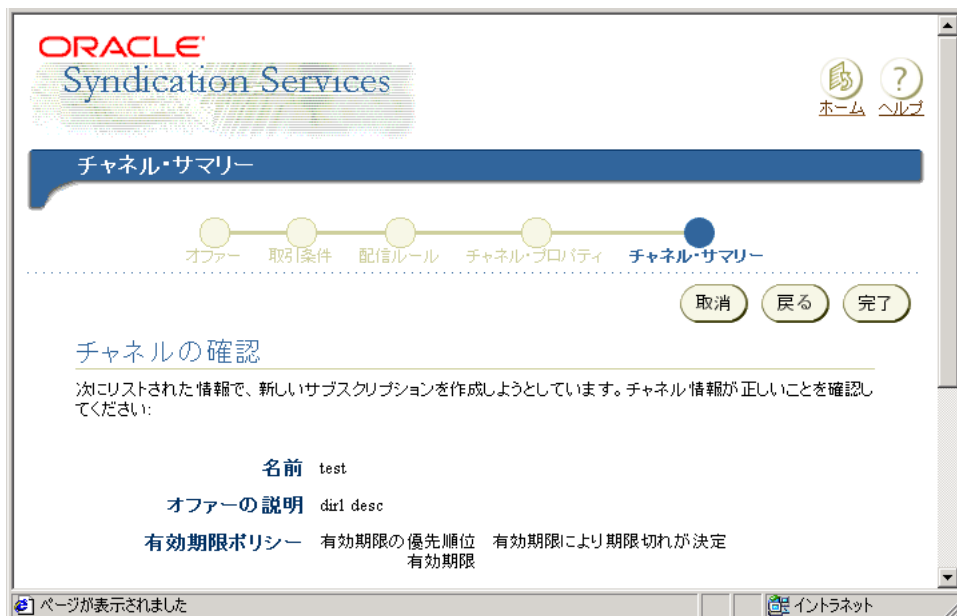 ORACLE
Syndication Services
ホーム ヘルプ
チャネル・サマリー
オファー 取引条件 配信ルール チャネル・プロパティ チャネル・サマリー
取消 戻る 完了
チャネルの確認
次にリストされた情報で、新しいサブスクリプションを作成しようとしています。チャネル情報が正しいことを確認し
てください:
名前 test
オファーの説明 dir1 desc
有効期限ポリシー 有効期限の優先順位 有効期限により期限切れが決定
有効期限
ページが表示されました イントラネット